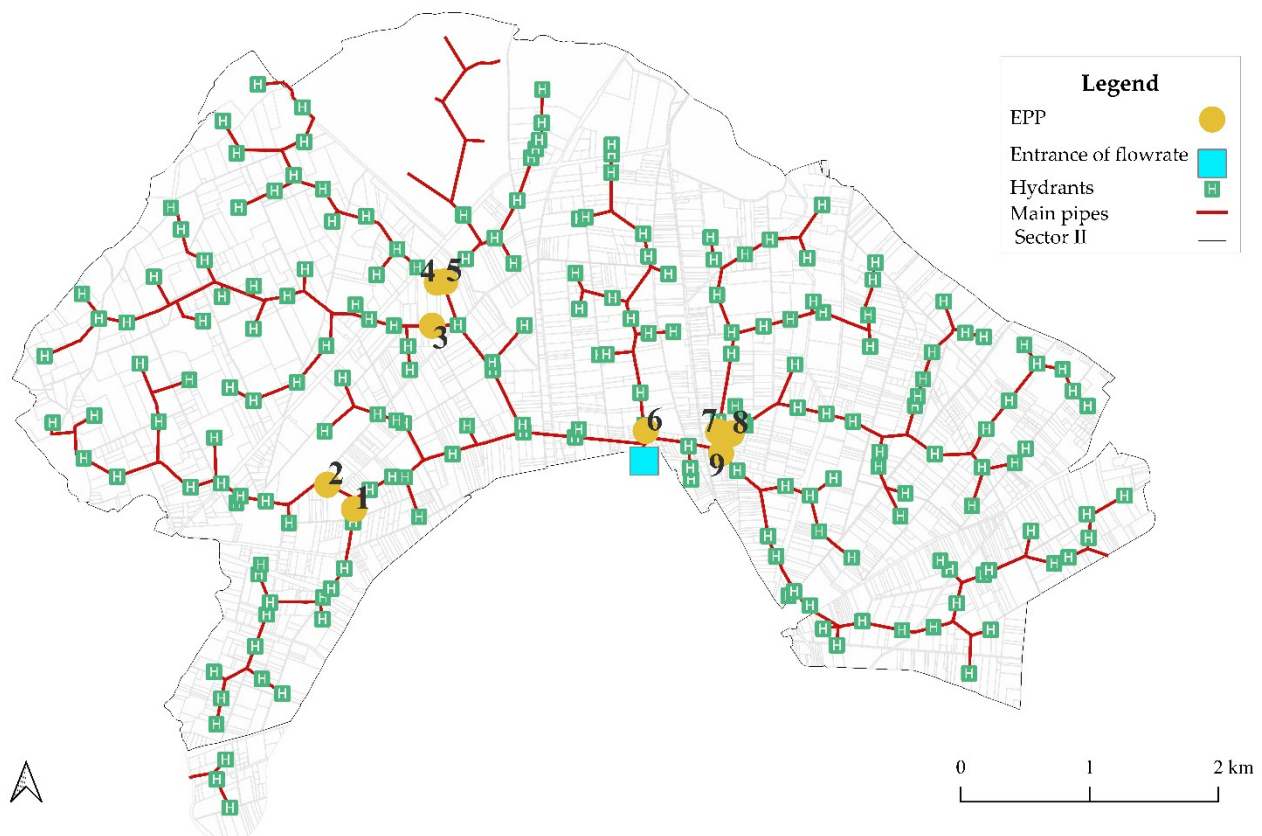 Legend
EPP
Entrance of flowrate
H Hydrants
Main pipes
Sector II
4 5
3
6
7 8
9
2
1
0 1 2 km